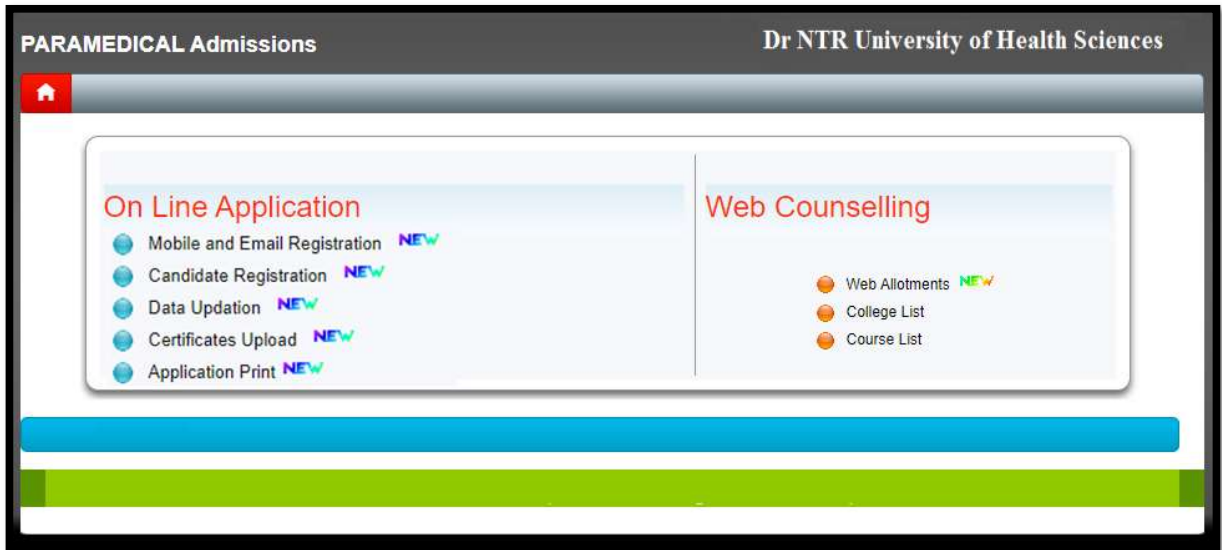 PARAMEDICAL Admissions
Dr NTR University of Health Sciences
On Line Application
Mobile and Email Registration NEW
Candidate Registration NEW
Data Updation NEW
Certificates Upload NEW
Application Print NEW
Web Counselling
Web Allotments NEW
College List
Course List